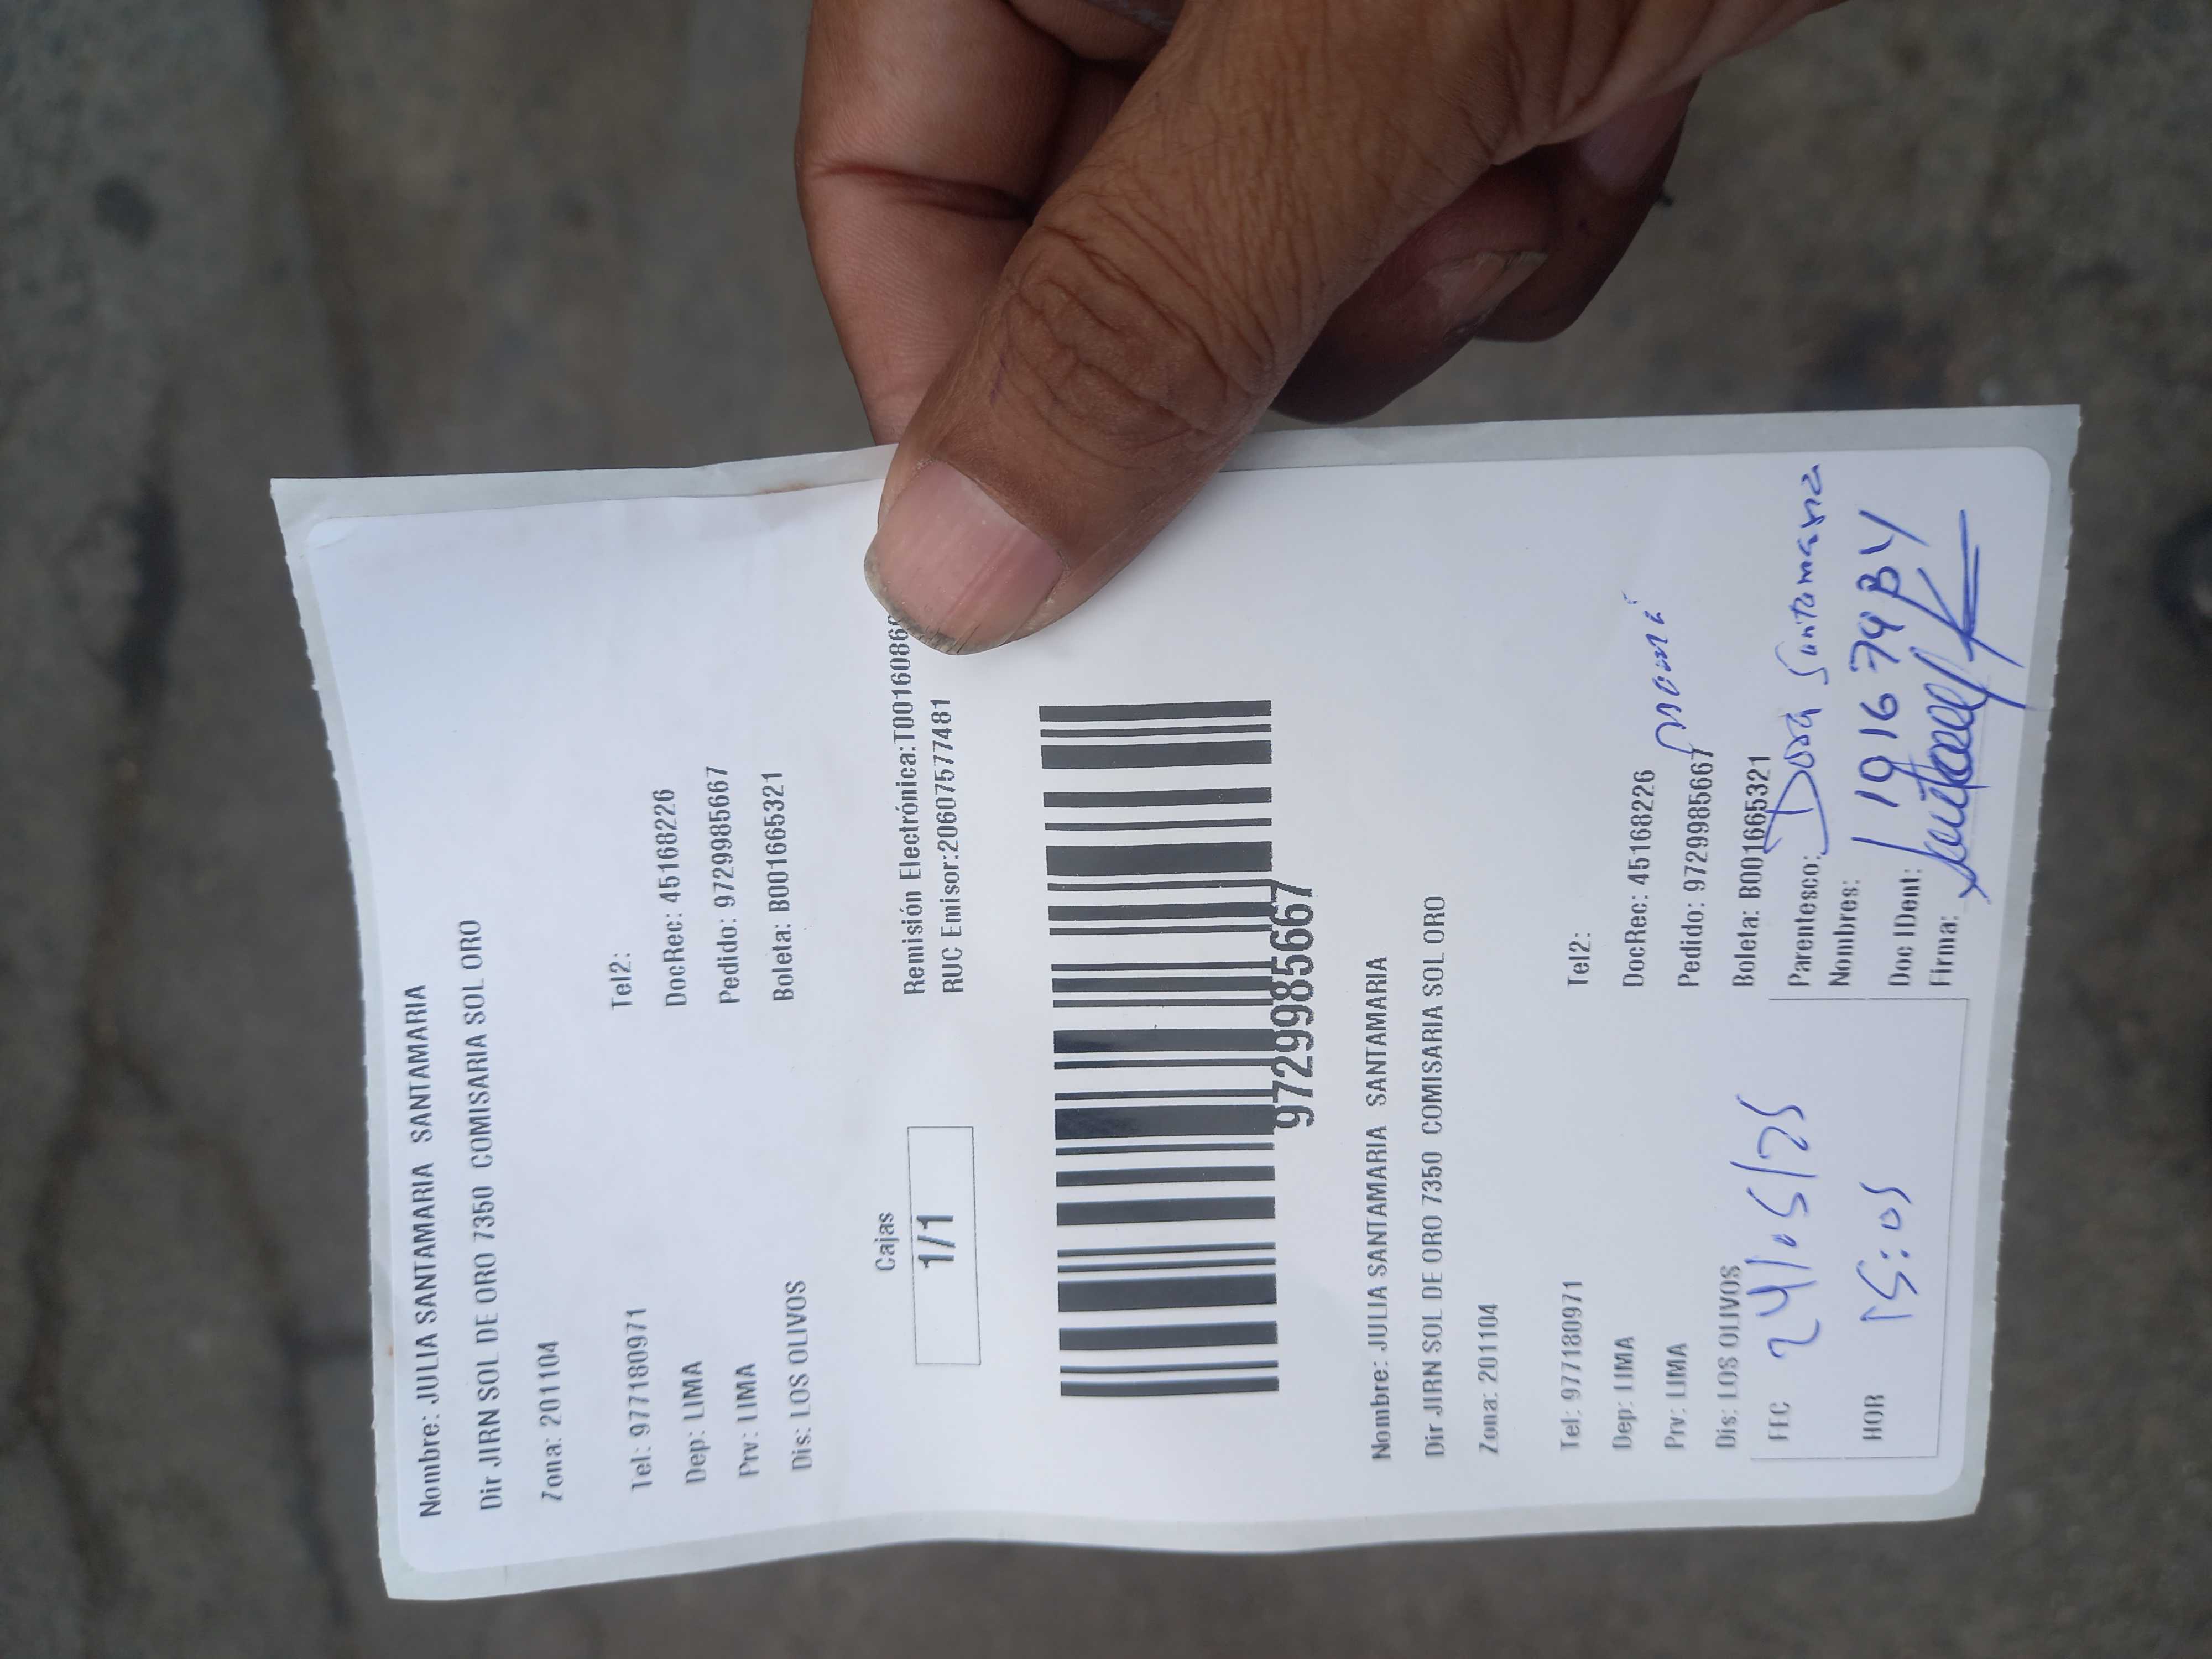 Nombre: JULIA SANTAMARIA SANTAMARIA
Dir JIRN SOL DE ORO 7350 COMISARIA SOL ORO
Zona: 201104
Tel: 977180971 Tel2:
Dep: LIMA DocRec: 45168226
Prv: LIMA Pedido: 9729985667
Dis: LOS OLIVOS Boleta: B001665321
Cajas
1/1
Remisión Electrónica:T0016086
RUC Emisor:20607577481
9729985667
Nombre: JULIA SANTAMARIA SANTAMARIA
Dir JIRN SOL DE ORO 7350 COMISARIA SOL ORO
Zona: 201104
Tel: 977180971 Tel2:
Dep: LIMA DocRec: 45168226
Prv: LIMA Pedido: 9729985667
Dis: LOS OLIVOS Boleta: B001665321
FEC 24/05/25
HOR 15:05
Parentesco:
Nombres: Dora Santamaria
Doc IDent:
Firma: